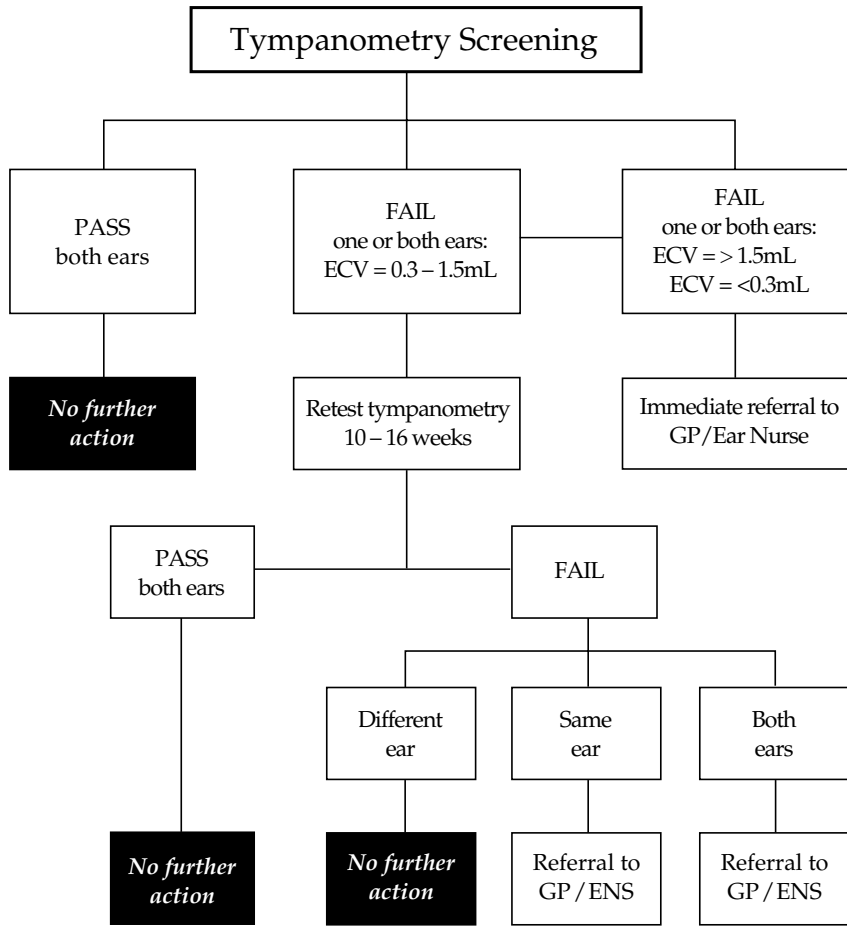 Tympanometry Screening
PASS
both ears
FAIL
one or both ears:
ECV = 0.3 – 1.5mL
FAIL
one or both ears:
ECV = > 1.5mL
ECV = <0.3mL
No further
action
Retest tympanometry
10 – 16 weeks
Immediate referral to
GP/Ear Nurse
PASS
both ears
FAIL
Different
ear
Same
ear
Both
ears
No further
action
No further
action
Referral to
GP / ENS
Referral to
GP / ENS